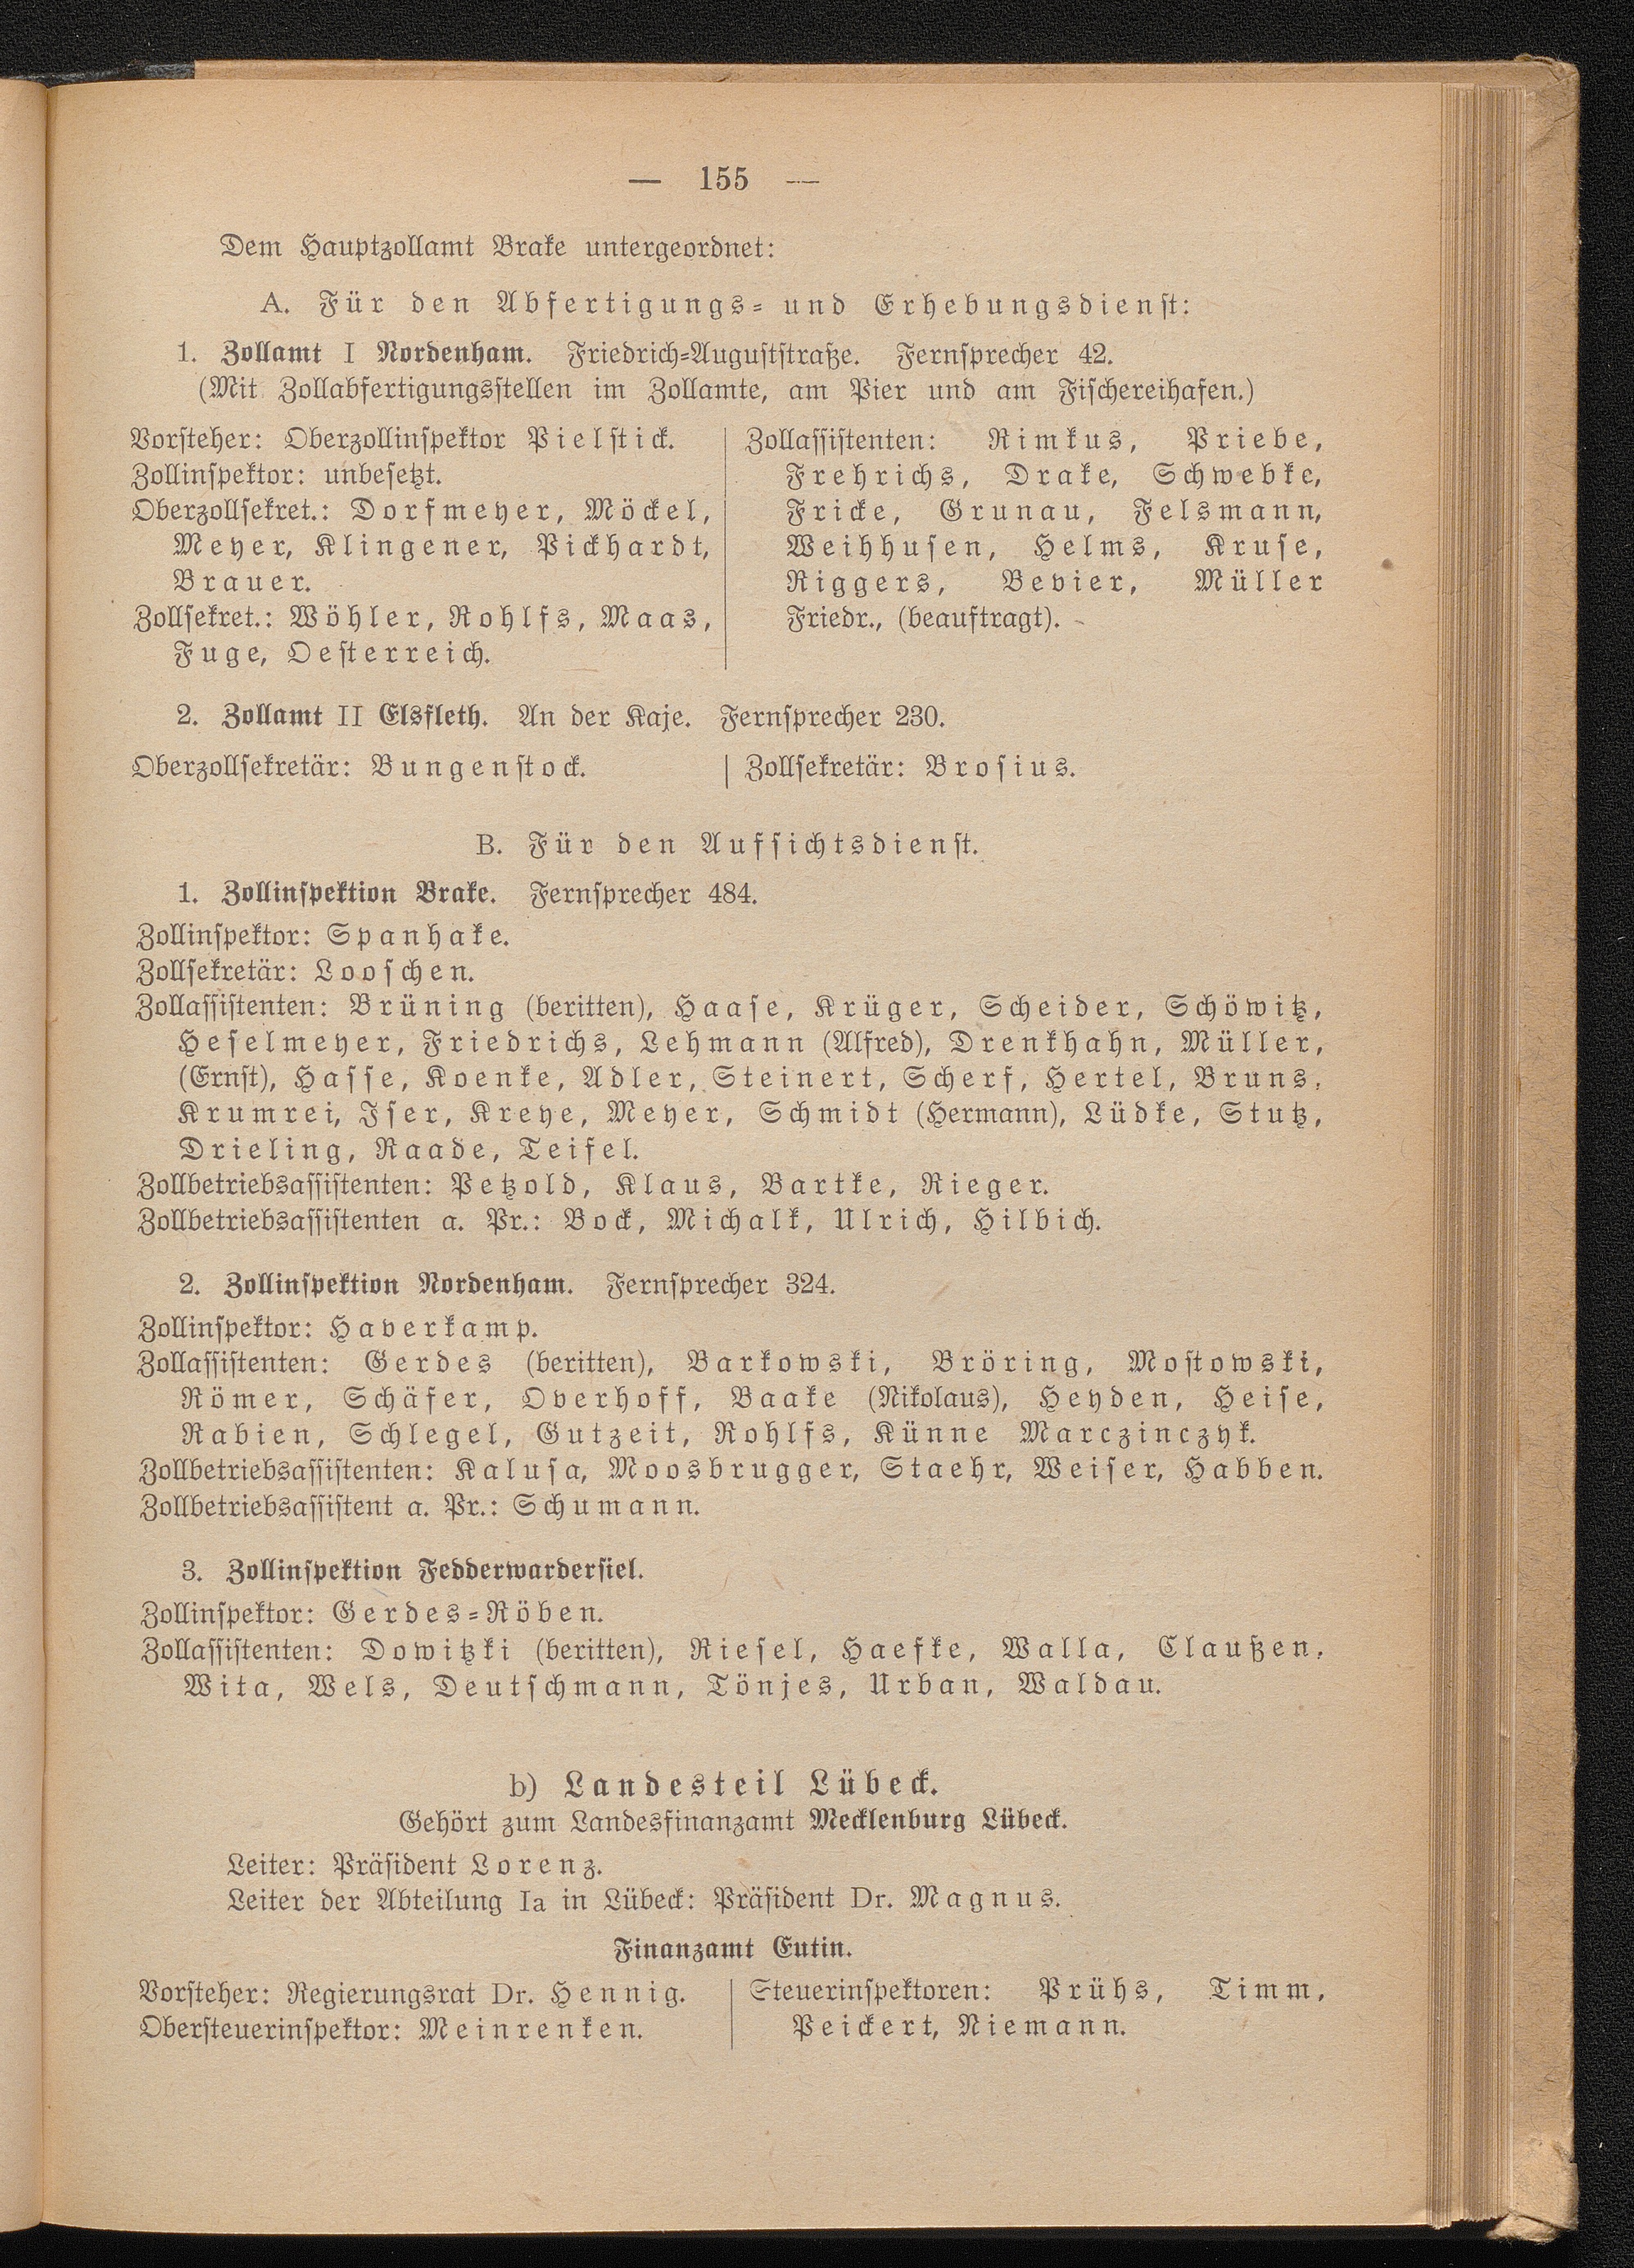 — 155 —
Dem Hauptzollamt Brake untergeordnet:
A. Für den Abfertigungs- und Erhebungsdienst:
1. Zollamt I Nordenham. Friedrich-Auguststraße. Fernsprecher 42.
(Mit Zollabfertigungsstellen im Zollamte, am Pier und am Fischereihafen.)
Vorsteher: Oberzollinspektor Pielstick.
Zollinspektor: unbesetzt.
Oberzollsekret.: Dorfmeyer, Möckel,
Meyer, Klingener, Pickhardt,
Brauer.
Zollsekret.: Wöhler, Rohlfs, Maas,
Fuge, Oesterreich.
Zollassistenten: Rimkus, Priebe,
Frehrichs, Drake, Schwebke,
Fricke, Grunau, Felsmann,
Weihhusen, Helms, Kruse,
Riggers, Bevier, Müller
Friedr., (beauftragt).
2. Zollamt II Elsfleth. An der Kaje. Fernsprecher 230.
Oberzollsekretär: Bungenstock.
Zollsekretär: Brosius.
B. Für den Aufsichtsdienst.
1. Zollinspektion Brake. Fernsprecher 484.
Zollinspektor: Spanhake.
Zollsekretär: Looschen.
Zollassistenten: Brüning (beritten), Haase, Krüger, Scheider, Schöwitz,
Heselmeyer, Friedrichs, Lehmann (Alfred), Drenkhahn, Müller,
(Ernst), Hasse, Koenke, Adler, Steinert, Scherf, Hertel, Bruns,
Krumrei, Iser, Kreye, Meyer, Schmidt (Hermann), Lüdke, Stutz,
Drieling, Raade, Teifel.
Zollbetriebsassistenten: Petzold, Klaus, Bartke, Rieger.
Zollbetriebsassistenten a. Pr.: Bock, Michalk, Ulrich, Hilbich.
2. Zollinspektion Nordenham. Fernsprecher 324.
Zollinspektor: Haverkamp.
Zollassistenten: Gerdes (beritten), Barkowski, Bröring, Mostowski,
Römer, Schäfer, Overhoff, Baake (Nikolaus), Heyden, Heise,
Rabien, Schlegel, Gutzeit, Rohlfs, Künne Marczinczyk.
Zollbetriebsassistenten: Kalusa, Moosbrugger, Staehr, Weiser, Habben.
Zollbetriebsassistent a. Pr.: Schumann.
3. Zollinspektion Fedderwardersiel.
Zollinspektor: Gerdes-Röben.
Zollassistenten: Dowitzki (beritten), Riesel, Haefke, Walla, Claußen,
Wita, Wels, Deutschmann, Tönjes, Urban, Waldau.
b) Landesteil Lübeck.
Gehört zum Landesfinanzamt Mecklenburg Lübeck.
Leiter: Präsident Lorenz.
Leiter der Abteilung Ia in Lübeck: Präsident Dr. Magnus.
Finanzamt Eutin.
Vorsteher: Regierungsrat Dr. Hennig.
Obersteuerinspektor: Meinrenken.
Steuerinspektoren: Prühs, Timm,
Peickert, Niemann.